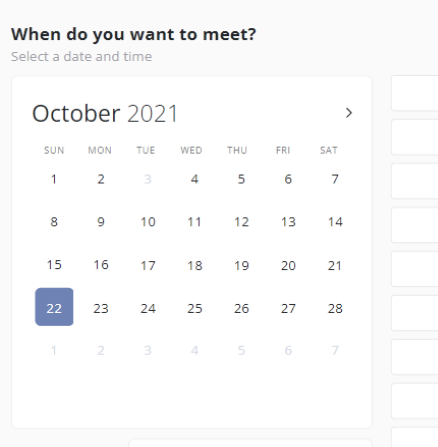 When do you want to meet?
Select a date and time
October 2021 >
SUN MON TUE WED THU FRI SAT
1 2 3 4 5 6 7
8 9 10 11 12 13 14
15 16 17 18 19 20 21
22 23 24 25 26 27 28
1 2 3 4 5 6 7